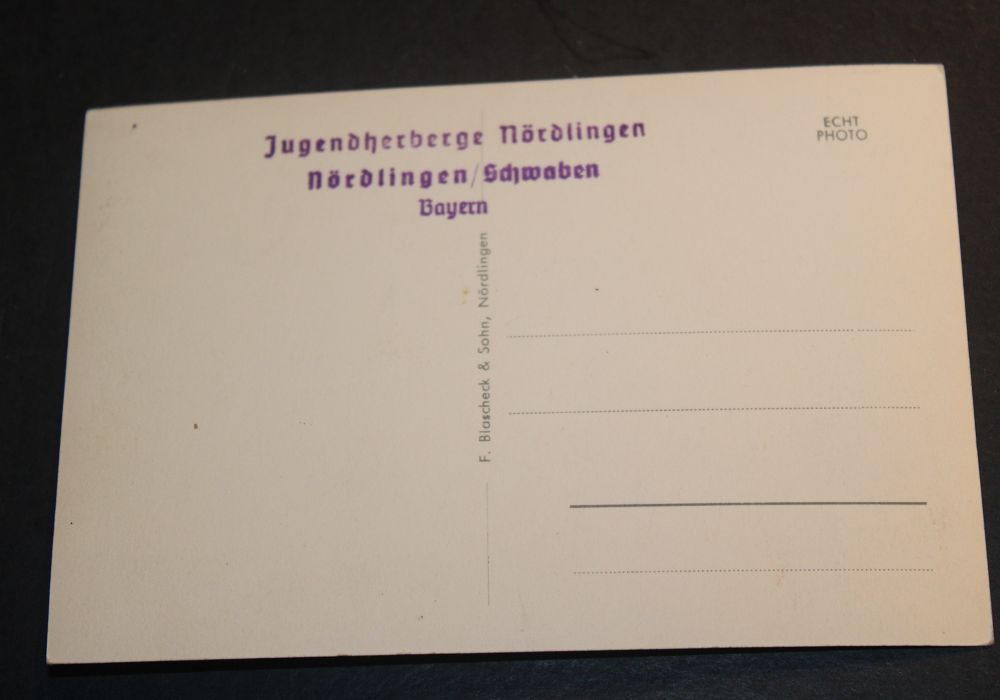 Jugendherberge Nördlingen
Nördlingen/Schwaben
Bayern
ECHT
PHOTO
F. Blascheck & Sohn, Nördlingen